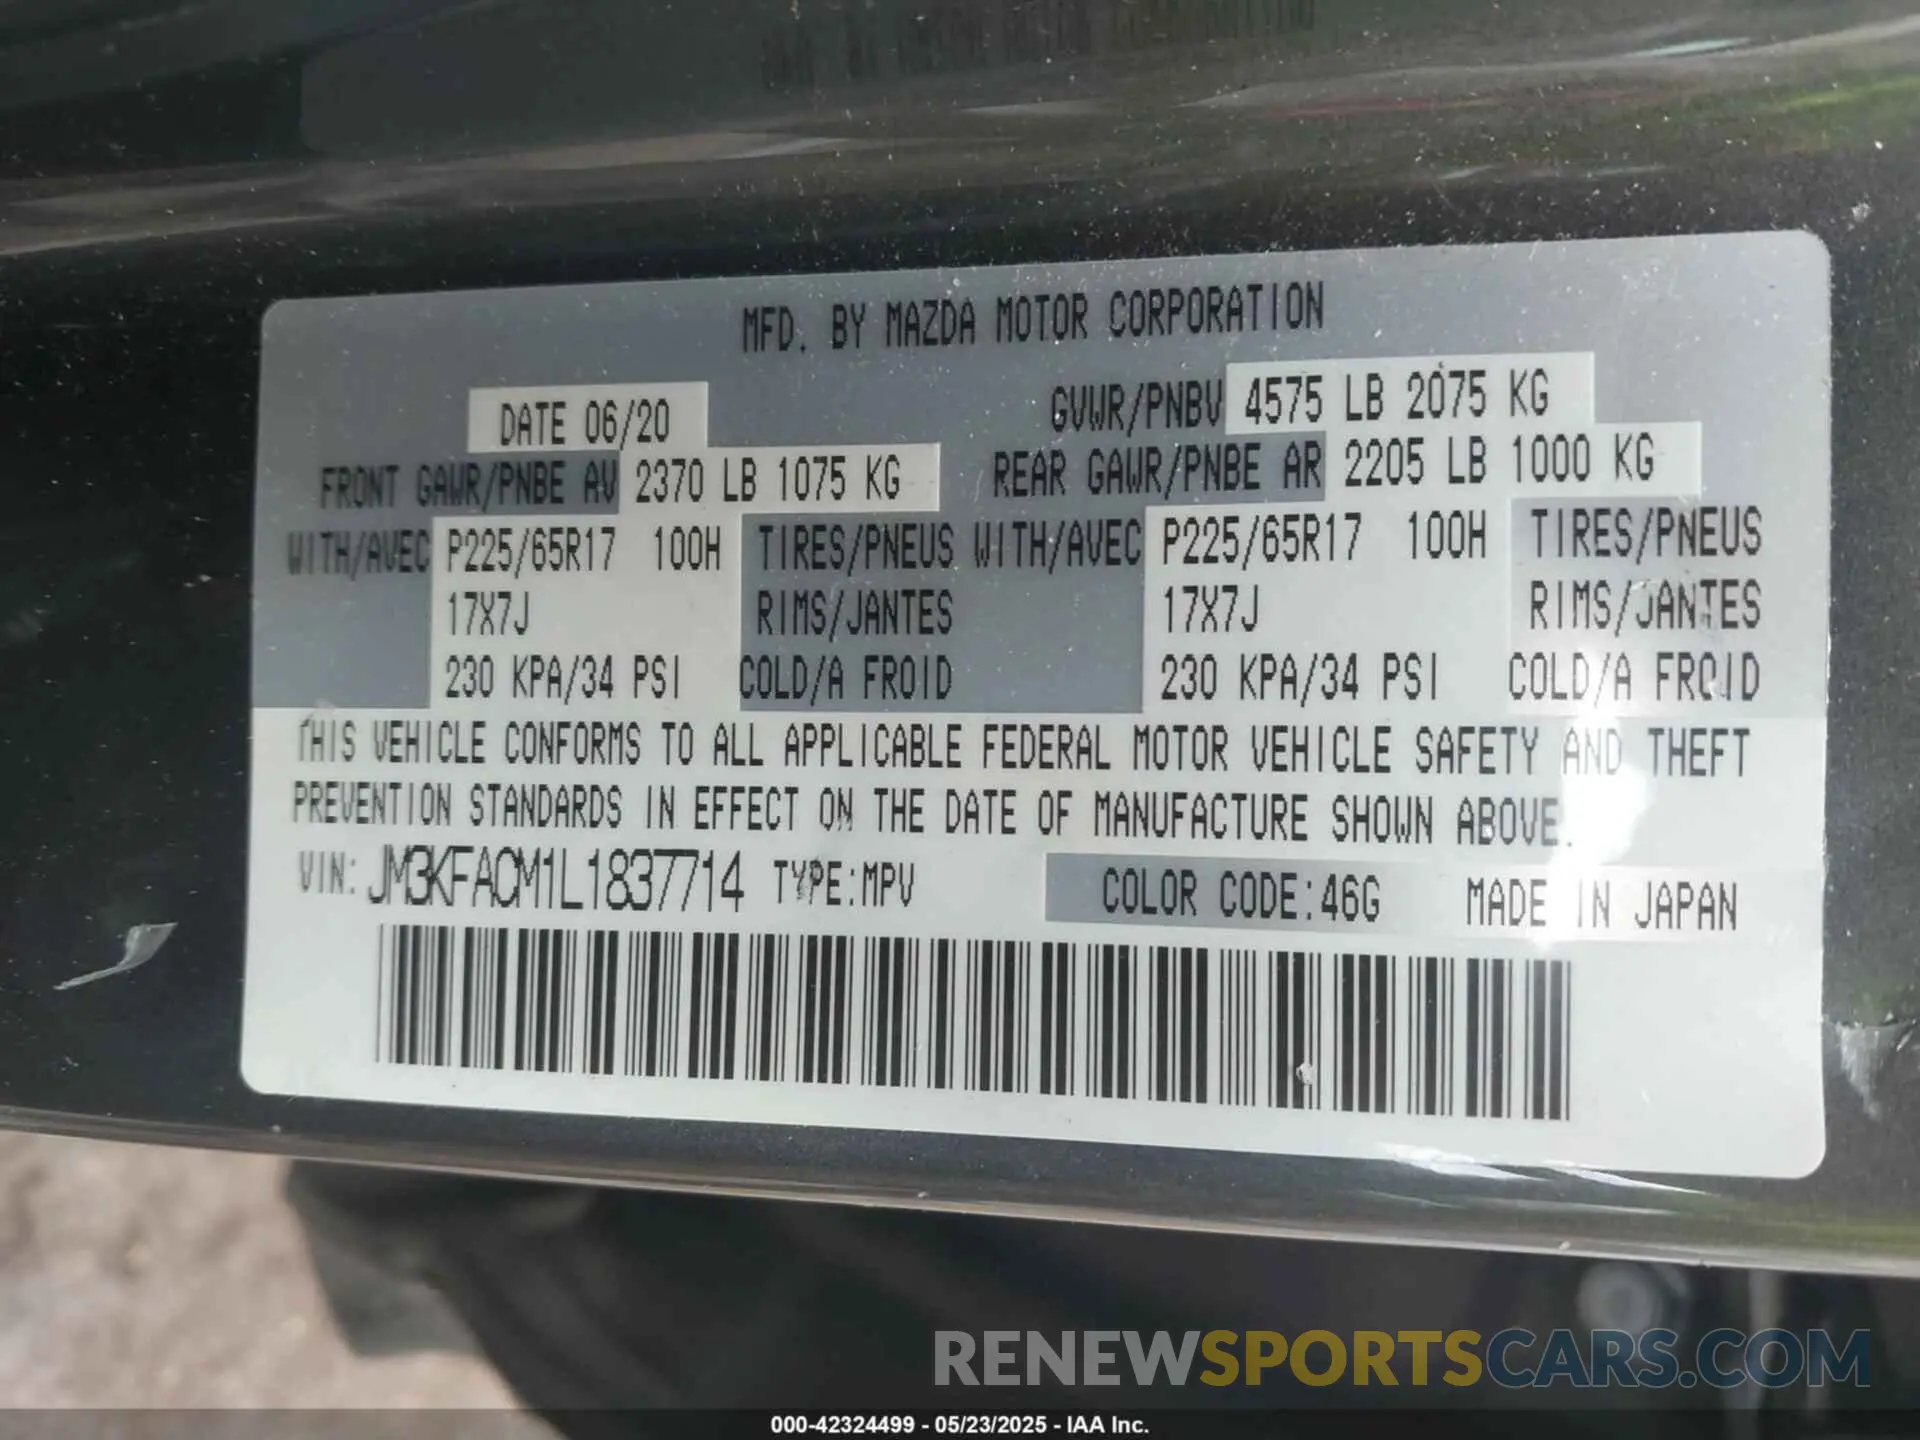 MFD. BY MAZDA MOTOR CORPORATION
DATE 06/20 GVWR/PNBV 4575 LB 2075 KG
FRONT GAWR/PNBE AV 2370 LB 1075 KG REAR GAWR/PNBE AR 2205 LB 1000 KG
WITH/AVEC P225/65R17 100H TIRES/PNEUS WITH/AVEC P225/65R17 100H TIRES/PNEUS
17X7J RIMS/JANTES 17X7J RIMS/JANTES
230 KPA/34 PSI COLD/A FROID 230 KPA/34 PSI COLD/A FROID
THIS VEHICLE CONFORMS TO ALL APPLICABLE FEDERAL MOTOR VEHICLE SAFETY AND THEFT
PREVENTION STANDARDS IN EFFECT ON THE DATE OF MANUFACTURE SHOWN ABOVE.
VIN: JM3KFACM1L1837714 TYPE:MPV COLOR CODE:46G MADE IN JAPAN
RENEWSPORTSCARS.COM
000-42324499 - 05/23/2025 - IAA Inc.